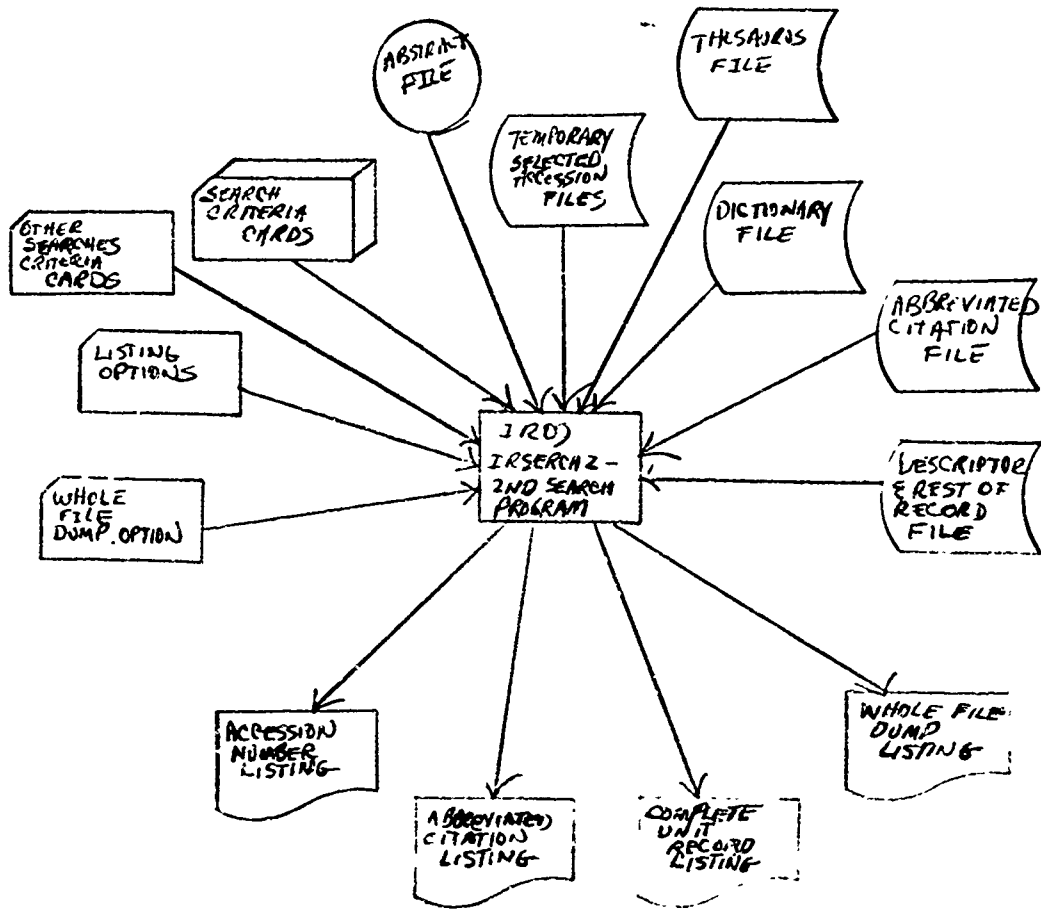 ABSTRACT
FILE
THESAURUS
FILE
TEMPORARY
SELECTED
ACCESSION
FILES
SEARCH
CRITERIA
CARDS
DICTIONARY
FILE
OTHER
SEARCHES
CRITERIA
CARDS
ABBREVIATED
CITATION
FILE
LISTING
OPTIONS
IRSERCH2-
2ND SEARCH
PROGRAM
DESCRIPTOR
& REST OF
RECORD
FILE
WHOLE
FILE
DUMP OPTION
ACCESSION
NUMBER
LISTING
WHOLE FILE
DUMP
LISTING
ABBREVIATED
CITATION
LISTING
COMPLETE
UNIT
RECORD
LISTING